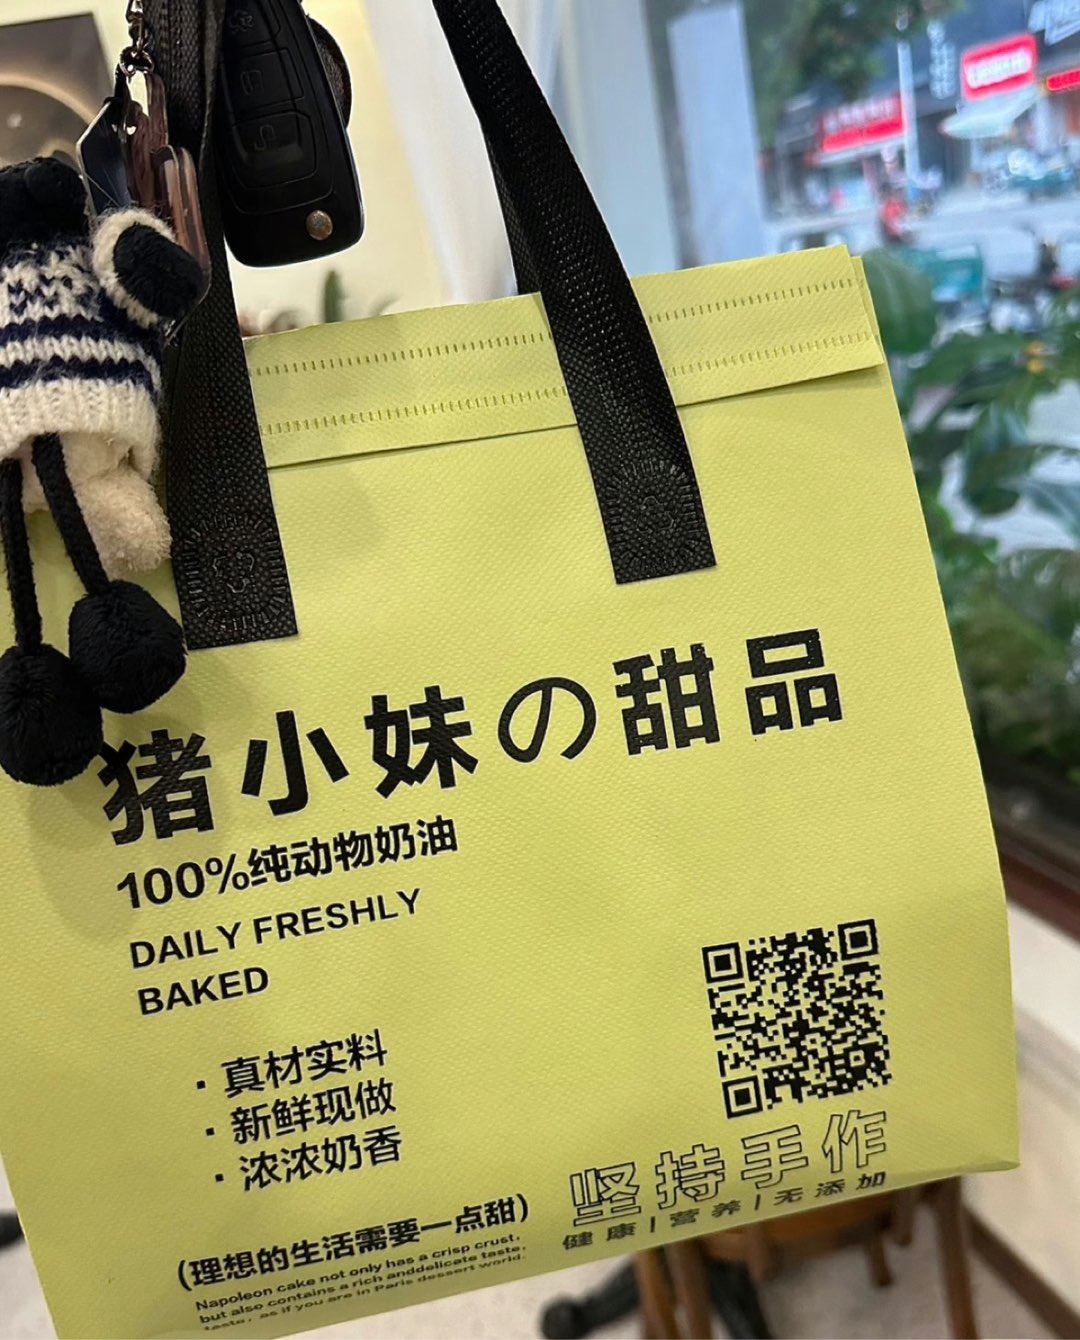 猪小妹の甜品
100%纯动物奶油
DAILY FRESHLY
BAKED
· 真材实料
· 新鲜现做
· 浓浓奶香
坚持手作
健康|营养|无添加
(理想的生活需要一点甜)
Napoleon cake not only has a crisp crust,
but also contains a rich anddelicate taste,
taste, as if you are in Paris dessert world.